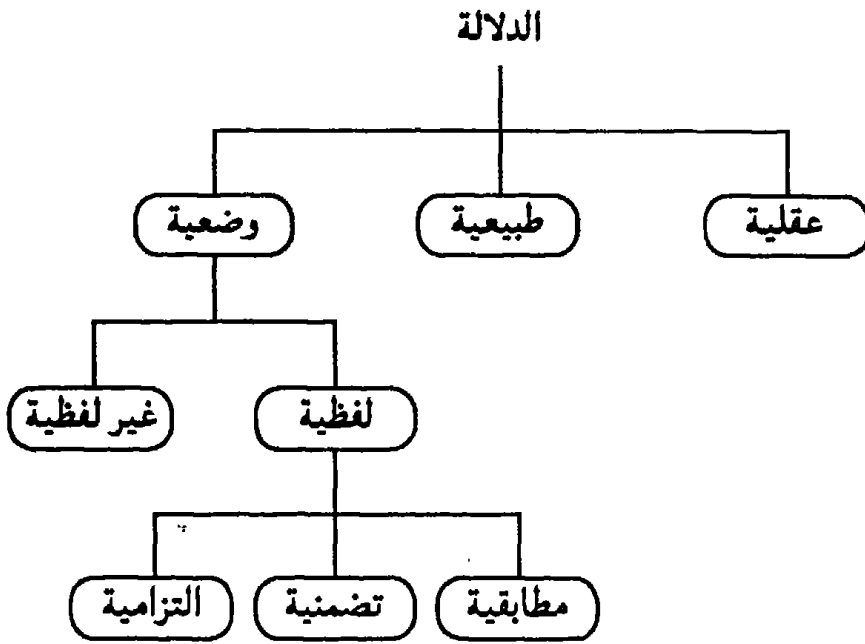 الدلالة
عقلية طبيعية وضعية
لفظية غير لفظية
مطابقية تضمنية التزامية